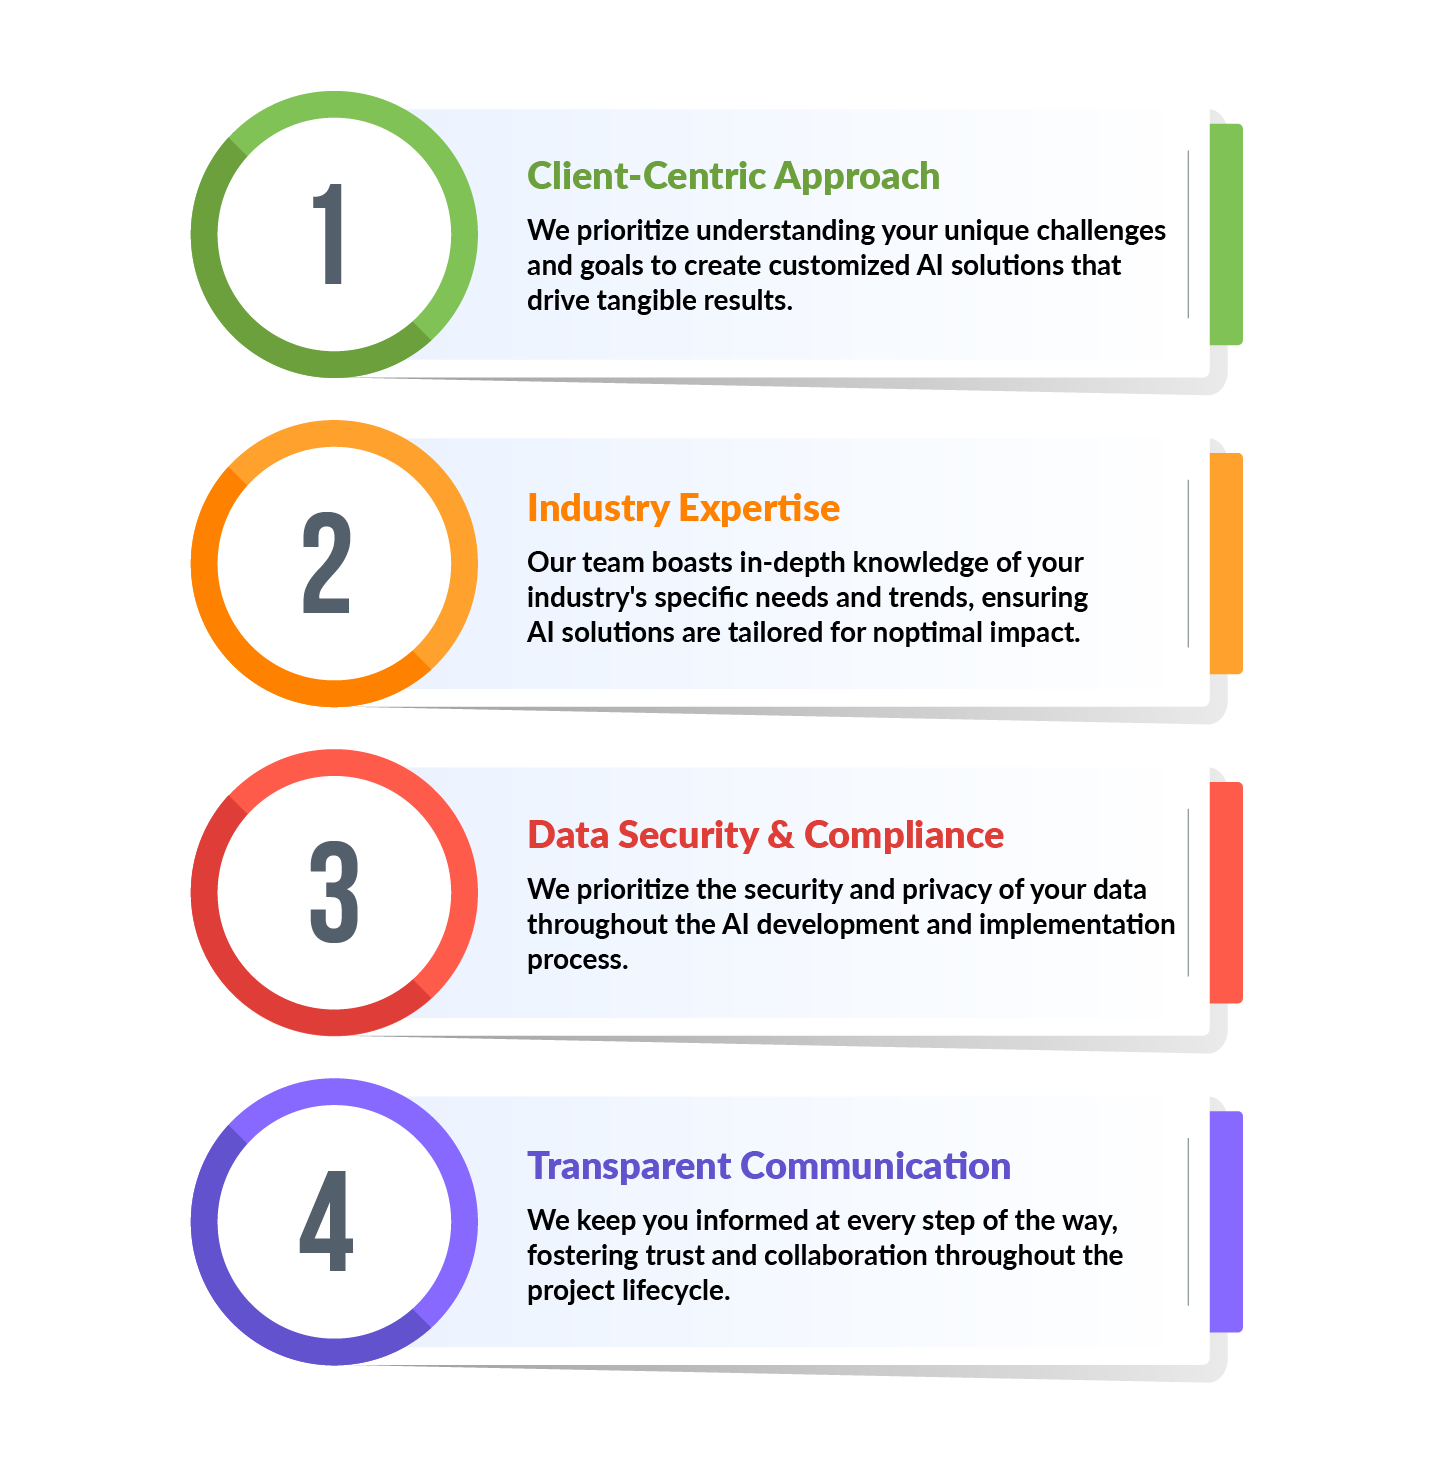 1
Client-Centric Approach
We prioritize understanding your unique challenges
and goals to create customized AI solutions that
drive tangible results.
2
Industry Expertise
Our team boasts in-depth knowledge of your
industry's specific needs and trends, ensuring
AI solutions are tailored for noptimal impact.
3
Data Security & Compliance
We prioritize the security and privacy of your data
throughout the AI development and implementation
process.
4
Transparent Communication
We keep you informed at every step of the way,
fostering trust and collaboration throughout the
project lifecycle.